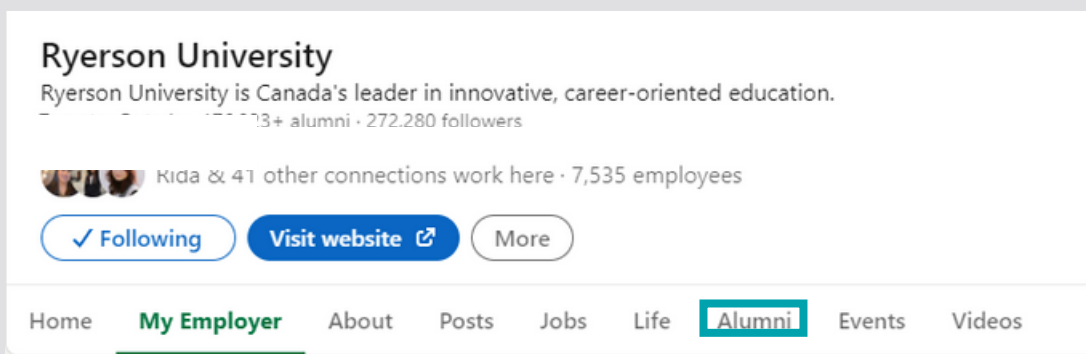 Ryerson University
Ryerson University is Canada's leader in innovative, career-oriented education.
alumni · 272,280 followers
Rida & 41 other connections work here · 7,535 employees
✓ Following Visit website More
Home My Employer About Posts Jobs Life Alumni Events Videos